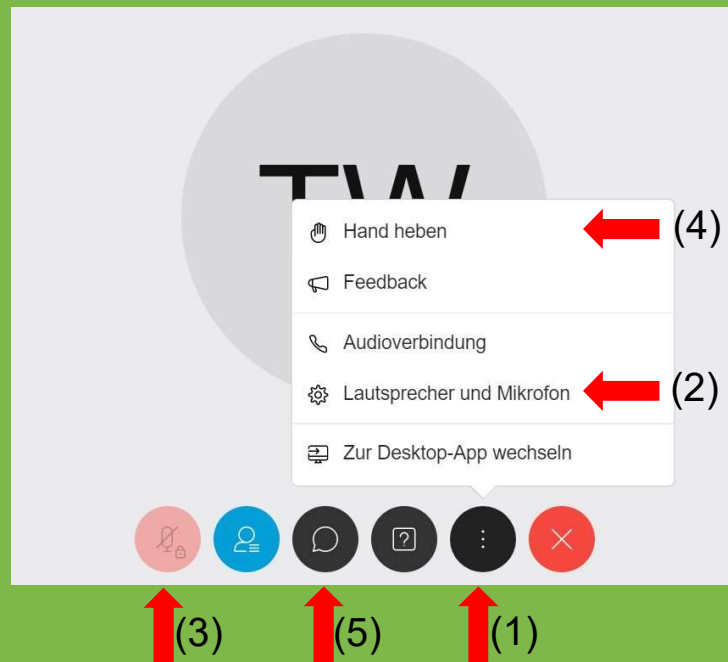 TW
Hand heben (4)
Feedback
Audioverbindung
Lautsprecher und Mikrofon (2)
Zur Desktop-App wechseln
?
(3) (5) (1)